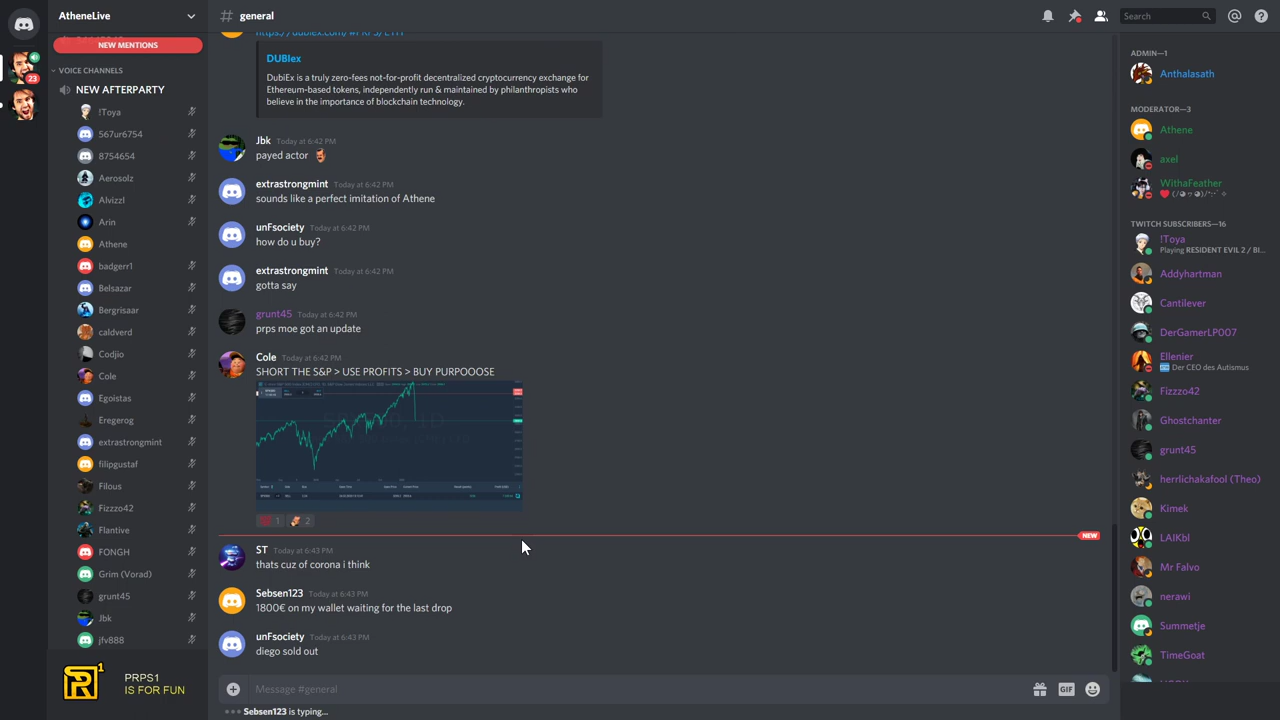 AtheneLive
NEW MENTIONS
VOICE CHANNELS
NEW AFTERPARTY
!Toya
567ur6754
8754654
Aerosolz
Alvizzl
Arin
Athene
badgerr1
Belsazar
Bergrisaar
caldverd
Codjio
Cole
Egoistas
Eregerog
extrastrongmint
filipgustaf
Filous
Fizzzo42
Flantive
FONGH
Grim (Vorad)
grunt45
Jbk
jfv888
23
PRPS1
IS FOR FUN
# general
DUBIex
DubiEx is a truly zero-fees not-for-profit decentralized cryptocurrency exchange for
Ethereum-based tokens, independently run & maintained by philanthropists who
believe in the importance of blockchain technology.
Jbk Today at 6:42 PM
payed actor
extrastrongmint Today at 6:42 PM
sounds like a perfect imitation of Athene
unFsociety Today at 6:42 PM
how do u buy?
extrastrongmint Today at 6:42 PM
gotta say
grunt45 Today at 6:42 PM
prps moe got an update
Cole Today at 6:42 PM
SHORT THE S&P > USE PROFITS > BUY PURPOOOSE
1 2
NEW
ST Today at 6:43 PM
thats cuz of corona i think
Sebsen123 Today at 6:43 PM
1800€ on my wallet waiting for the last drop
unFsociety Today at 6:43 PM
diego sold out
Message #general
GIF
Sebsen123 is typing...
Search
ADMIN—1
Anthalasath
MODERATOR—3
Athene
axel
WithaFeather
TWITCH SUBSCRIBERS—16
!Toya
Playing RESIDENT EVIL 2 / BI...
Addyhartman
Cantilever
DerGamerLP007
Ellenier
Der CEO des Autismus
Fizzzo42
Ghostchanter
grunt45
herrlichakafool (Theo)
Kimek
LAIKbl
Mr Falvo
nerawi
Summetje
TimeGoat